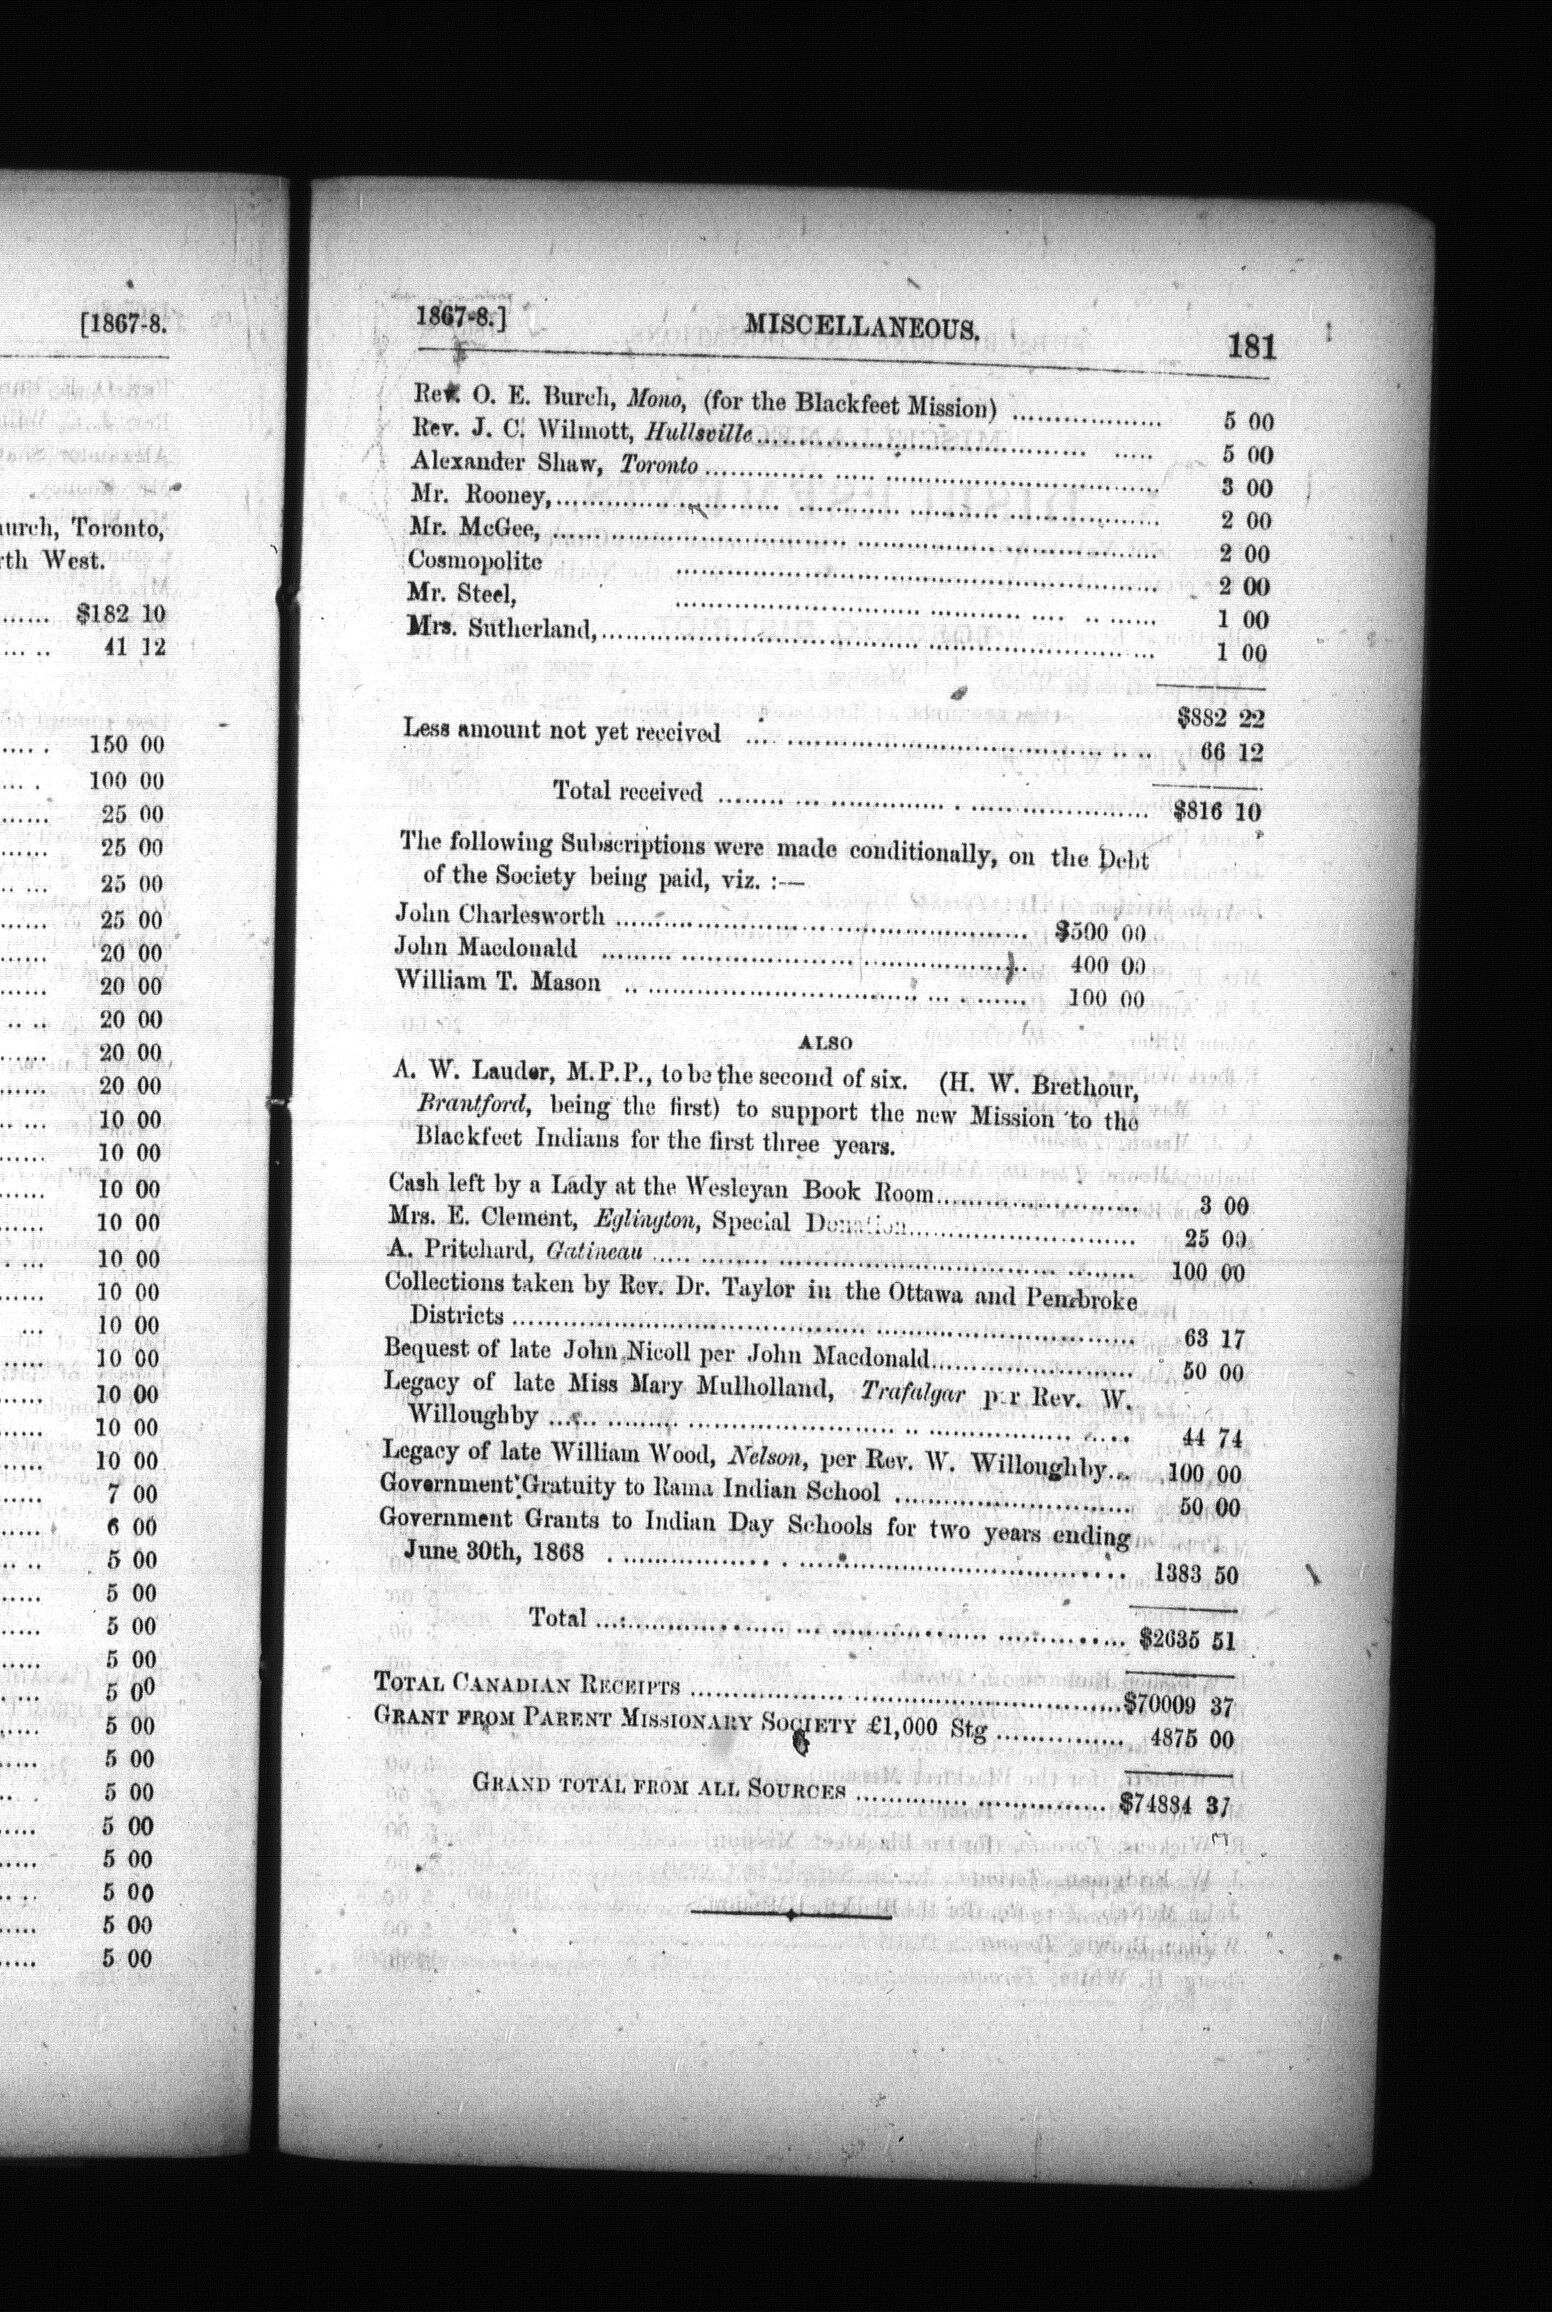 [1867-8.
urch, Toronto,
rth West.
...... $182 10
... .. 41 12
.... . 150 00
... . 100 00
...... 25 00
...... 25 00
.. ... 25 00
...... 25 00
...... 20 00
...... 20 00
.. .. 20 00
...... 20 00
...... 20 00
.. ... 10 00
...... 10 00
...... 10 00
...... 10 00
. ... 10 00
...... 10 00
... 10 00
..... 10 00
...... 10 00
...... 10 00
...... 10 00
...... 7 00
..... 6 00
... .. 5 00
..... 5 00
..... 5 00
..... 5 00
. ... 5 00
..... 5 00
..... 5 00
.. . 5 00
..... 5 00
..... 5 00
.. .. 5 00
..... 5 00
..... 5 00
1867-8.] MISCELLANEOUS. 181
Rev. O. E. Burch, Mono, (for the Blackfeet Mission) .................. 5 00
Rev. J. C. Wilmott, Hullsville.......................................... ..... 5 00
Alexander Shaw, Toronto .............. ..... ................................. 3 00
Mr. Rooney,........................... .............. .............................. 2 00
Mr. McGee, ...... ............................ .................... .................. 2 00
Cosmopolite .......................................................... 2 00
Mr. Steel, .............................. ........... .... .. ...... 1 00
Mrs. Sutherland,...................................... ....................... ... 1 00
$882 22
Less amount not yet received ... ...................................... .. .. 66 12
Total received ........ ... .............. . ..................... $816 10
The following Subscriptions were made conditionally, on the Debt
of the Society being paid, viz. :—
John Charlesworth .................................................. $500 00
John Macdonald ......... .................. .................... 400 00
William T. Mason .. ................................ ... . ...... 100 00
ALSO
A. W. Lauder, M.P.P., to be the second of six. (H. W. Brethour,
Brantford, being the first) to support the new Mission to the
Blackfeet Indians for the first three years.
Cash left by a Lady at the Wesleyan Book Room........................ 3 00
Mrs. E. Clement, Eglington, Special Donation........................... 25 00
A. Pritchard, Gatineau ..... ......... ................................. ........ 100 00
Collections taken by Rev. Dr. Taylor in the Ottawa and Pembroke
Districts ............................................. .............................. 63 17
Bequest of late John Nicoll per John Macdonald........................ 50 00
Legacy of late Miss Mary Mulholland, Trafalgar per Rev. W.
Willoughby ...... ......... .......................... .. .................. ..... 44 74
Legacy of late William Wood, Nelson, per Rev. W. Willoughby... 100 00
Government Gratuity to Rama Indian School ........................... 50 00
Government Grants to Indian Day Schools for two years ending
June 30th, 1868 . .................. . ....................................... 1383 50
Total ........................ ... .................... ............... $2635 51
TOTAL CANADIAN RECEIPTS ................... .................................$70009 37
GRANT FROM PARENT MISSIONARY SOCIETY £1,000 Stg ............... 4875 00
GRAND TOTAL FROM ALL SOURCES ............. ................ $74884 37